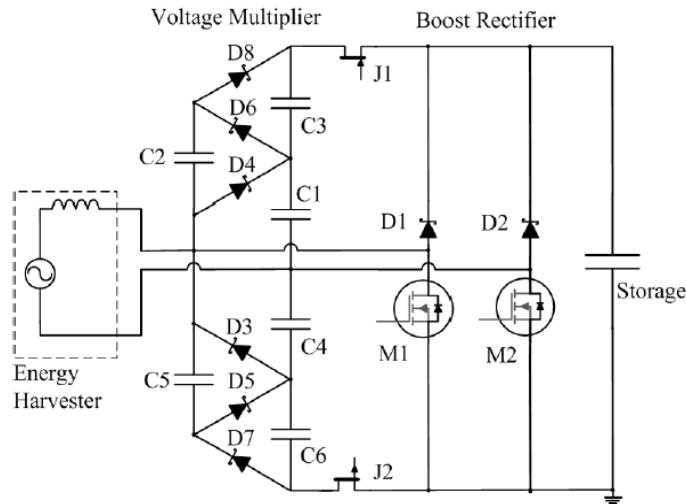 Voltage Multiplier
Boost Rectifier
D8
J1
D6
C3
C2
D4
C1
D1
D2
Storage
M1
M2
Energy
Harvester
D3
C4
C5
D5
D7
C6
J2